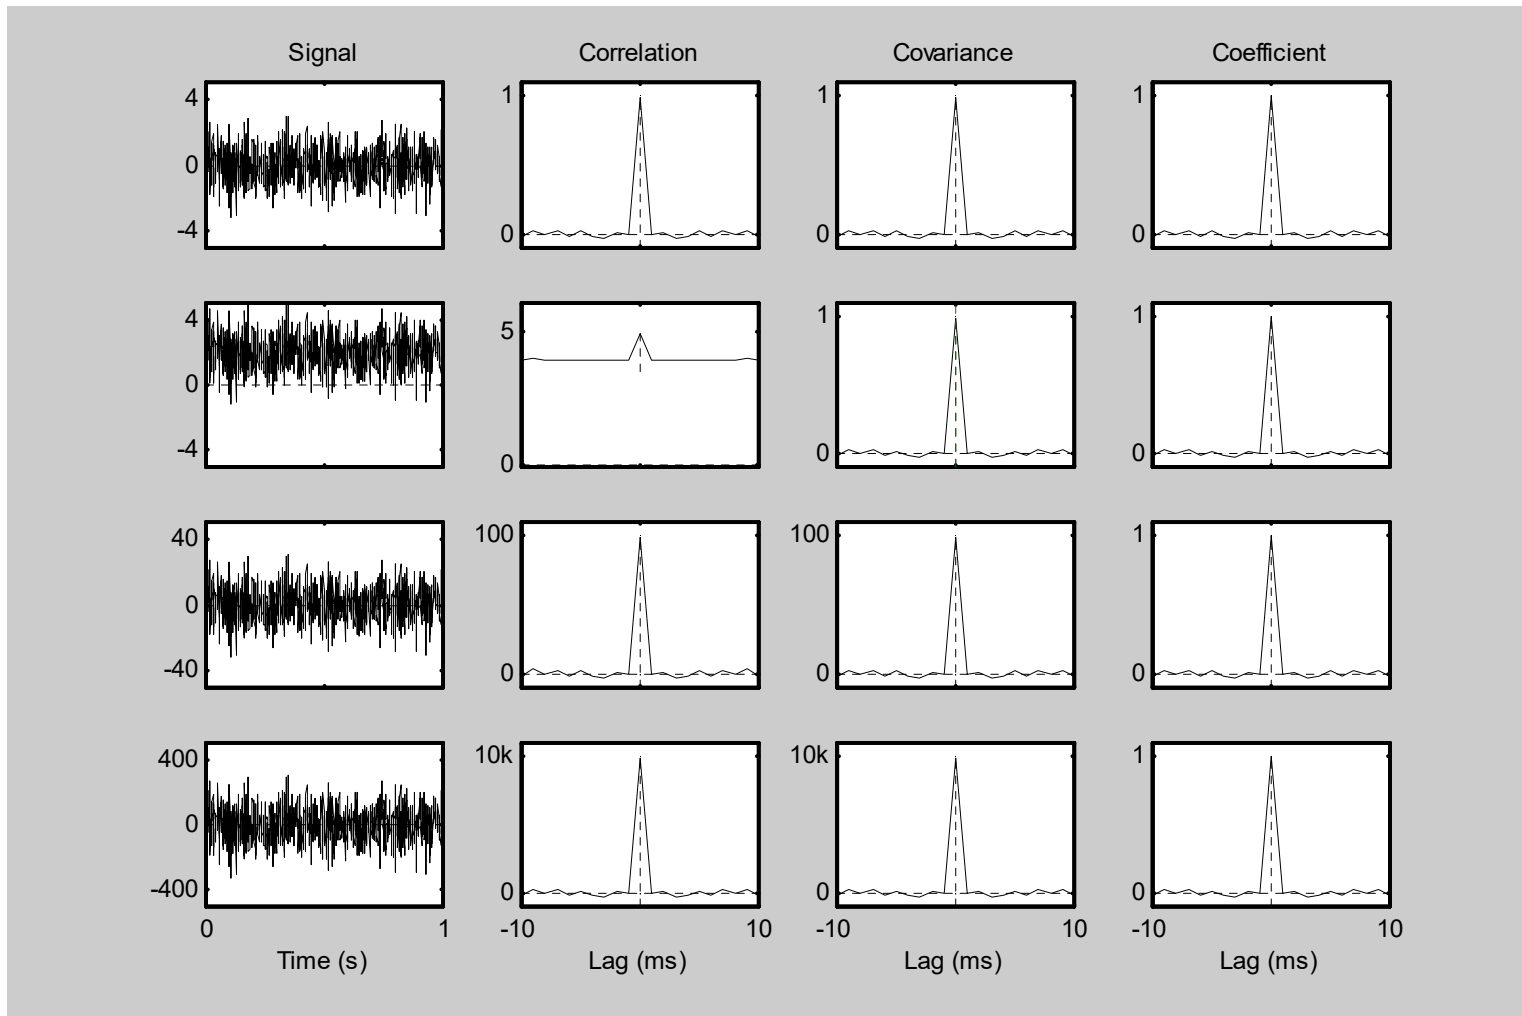 Signal Correlation Covariance Coefficient
4 1 1 1
0
-4 0 0 0
4 5 1 1
0
-4 0 0 0
40 100 100 1
0
-40 0 0 0
400 10k 10k 1
0
-400 0 0 0
0 1 -10 10 -10 10 -10 10
Time (s) Lag (ms) Lag (ms) Lag (ms)